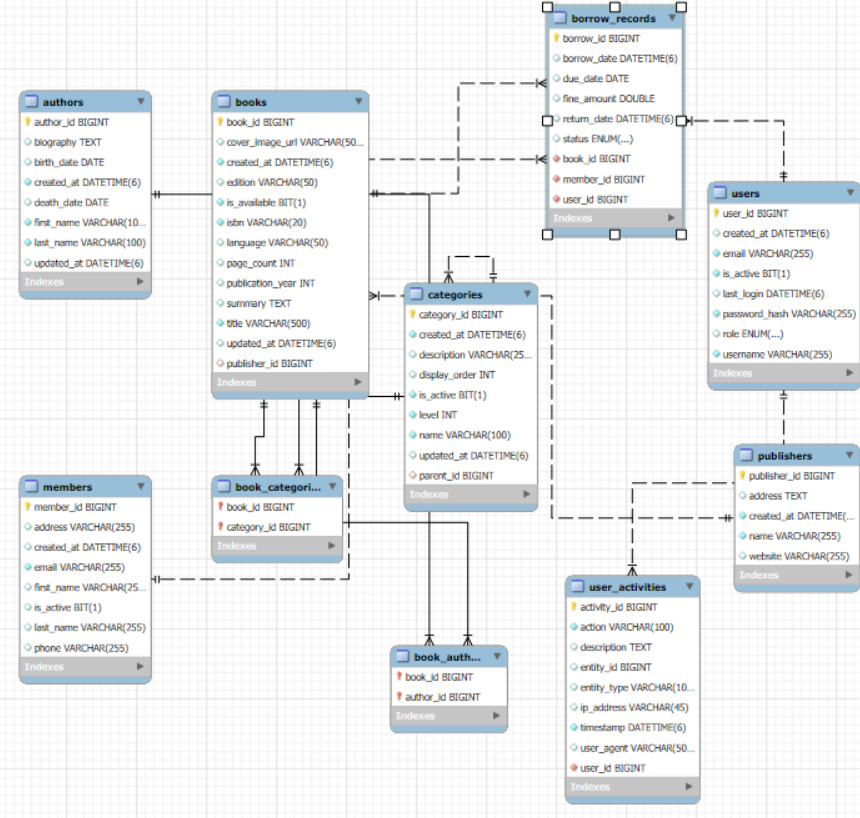 borrow_records
borrow_id BIGINT
borrow_date DATETIME(6)
due_date DATE
fine_amount DOUBLE
return_date DATETIME(6)
status ENUM(...)
book_id BIGINT
member_id BIGINT
user_id BIGINT
Indexes
authors
author_id BIGINT
biography TEXT
birth_date DATE
created_at DATETIME(6)
death_date DATE
first_name VARCHAR(10...
last_name VARCHAR(100)
updated_at DATETIME(6)
Indexes
books
book_id BIGINT
cover_image_url VARCHAR(50...
created_at DATETIME(6)
edition VARCHAR(50)
is_available BIT(1)
isbn VARCHAR(20)
language VARCHAR(50)
page_count INT
publication_year INT
summary TEXT
title VARCHAR(500)
updated_at DATETIME(6)
publisher_id BIGINT
Indexes
users
user_id BIGINT
created_at DATETIME(6)
email VARCHAR(255)
is_active BIT(1)
last_login DATETIME(6)
password_hash VARCHAR(255)
role ENUM(...)
username VARCHAR(255)
Indexes
categories
category_id BIGINT
created_at DATETIME(6)
description VARCHAR(25...
display_order INT
is_active BIT(1)
level INT
name VARCHAR(100)
updated_at DATETIME(6)
parent_id BIGINT
Indexes
members
member_id BIGINT
address VARCHAR(255)
created_at DATETIME(6)
email VARCHAR(255)
first_name VARCHAR(25...
is_active BIT(1)
last_name VARCHAR(255)
phone VARCHAR(255)
Indexes
book_categori...
book_id BIGINT
category_id BIGINT
Indexes
publishers
publisher_id BIGINT
address TEXT
created_at DATETIME(...
name VARCHAR(255)
website VARCHAR(255)
Indexes
user_activities
activity_id BIGINT
action VARCHAR(100)
description TEXT
entity_id BIGINT
entity_type VARCHAR(10...
ip_address VARCHAR(45)
timestamp DATETIME(6)
user_agent VARCHAR(50...
user_id BIGINT
Indexes
book_auth...
book_id BIGINT
author_id BIGINT
Indexes